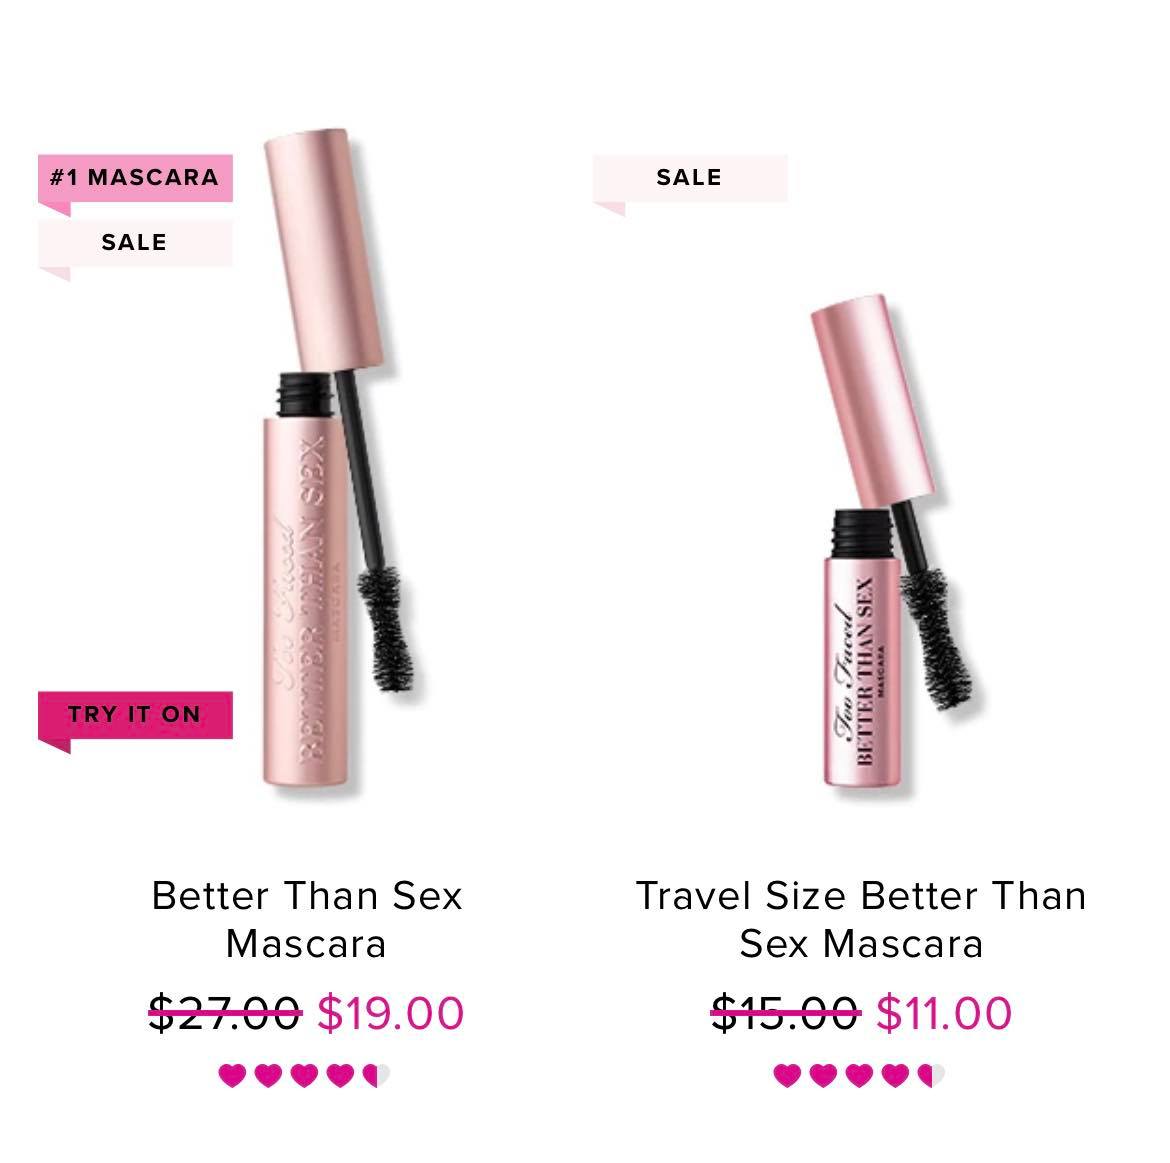 #1 MASCARA
SALE
TRY IT ON
Too Faced
BETTER THAN SEX
MASCARA
Better Than Sex
Mascara
$27.00 $19.00
SALE
Too Faced
BETTER THAN SEX
MASCARA
Travel Size Better Than
Sex Mascara
$15.00 $11.00